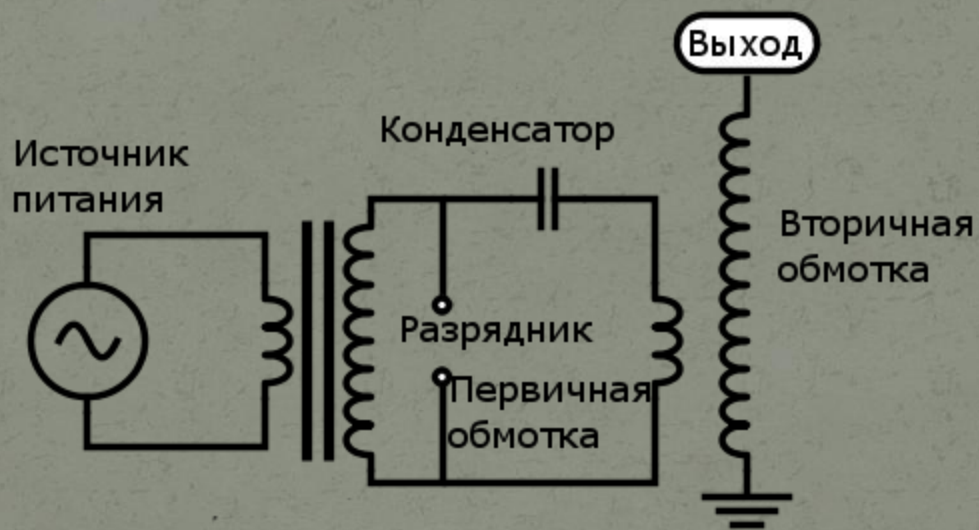 Выход
Конденсатор
Источник
питания
Вторичная
обмотка
Разрядник
Первичная
обмотка